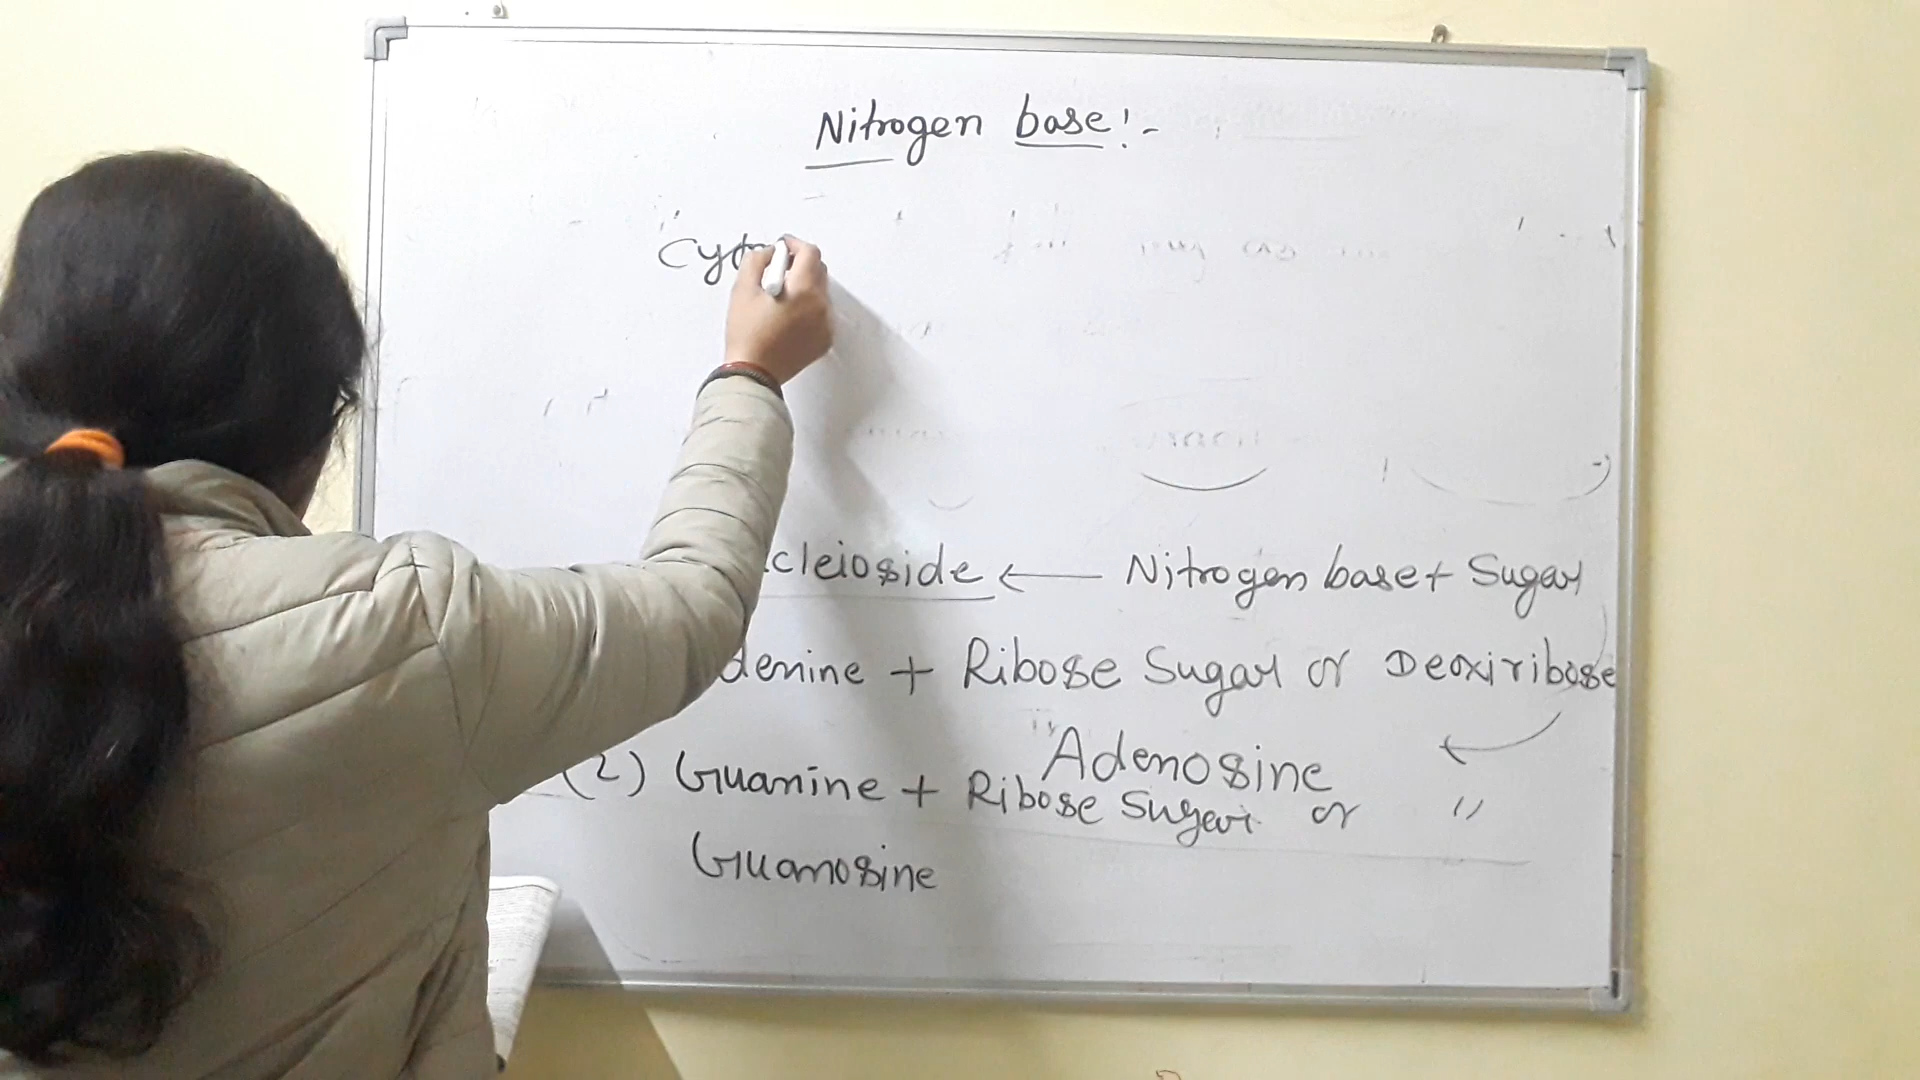 Nitrogen base:-
Cyt
cleioside ← Nitrogen base + Sugar
denine + Ribose Sugar or Deoxiribose
Adenosine
(2) Guanine + Ribose Sugar or "
Guanosine